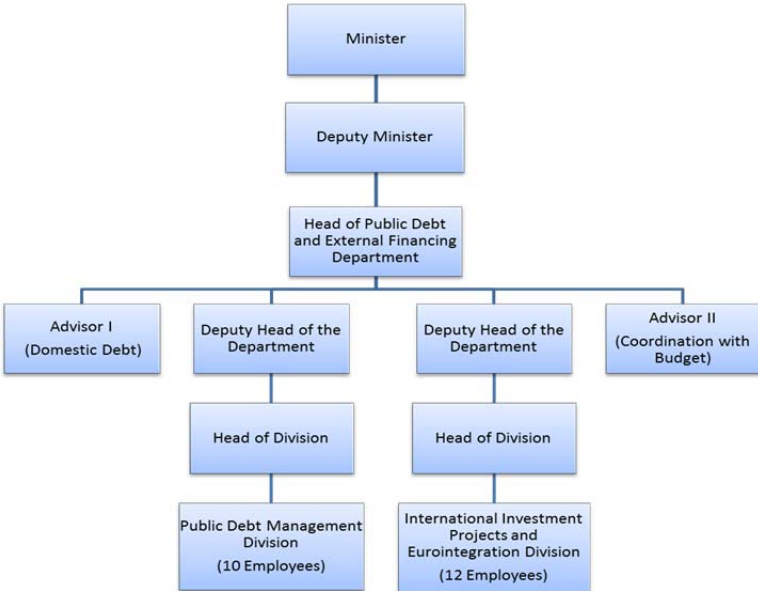 Minister
Deputy Minister
Head of Public Debt
and External Financing
Department
Advisor I
(Domestic Debt)
Deputy Head of the
Department
Deputy Head of the
Department
Advisor II
(Coordination with
Budget)
Head of Division
Head of Division
Public Debt Management
Division
(10 Employees)
International Investment
Projects and
Eurointegration Division
(12 Employees)